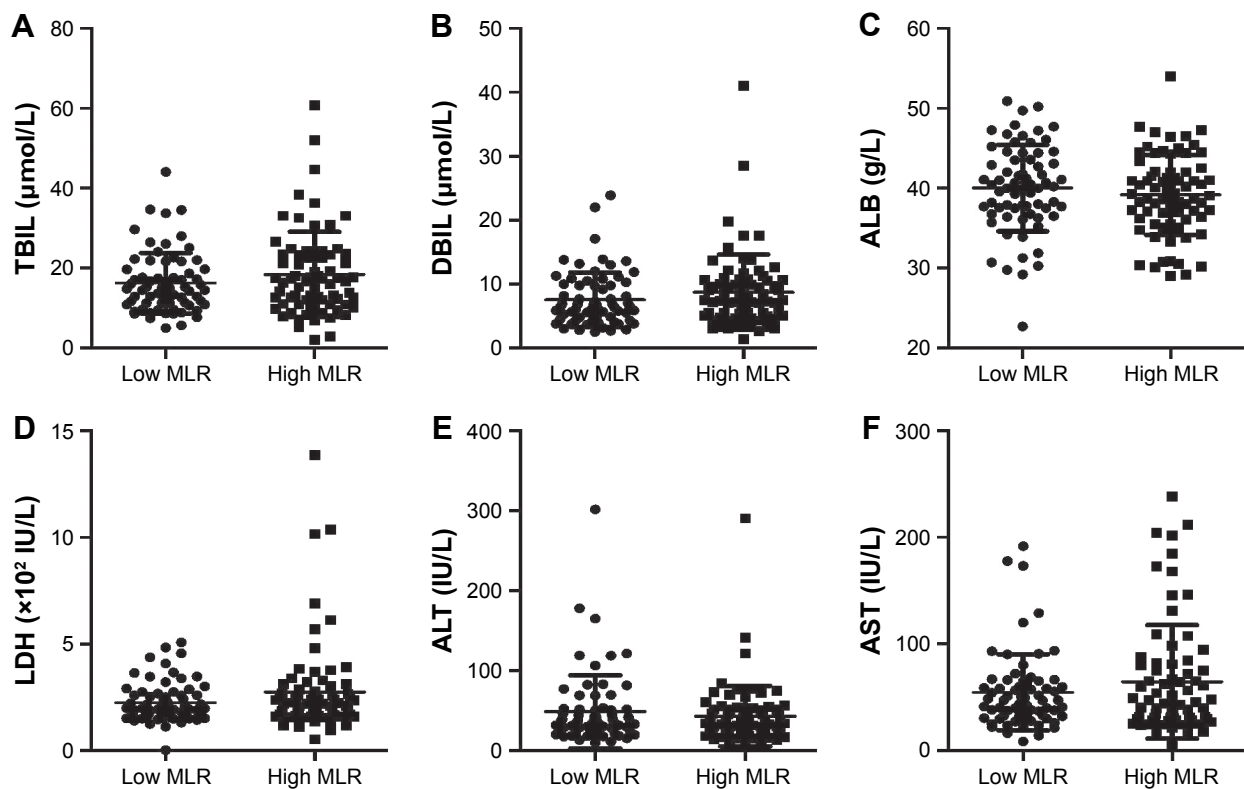 A
TBIL (μmol/L)
80
60
40
20
0
Low MLR
High MLR
B
DBIL (μmol/L)
50
40
30
20
10
0
Low MLR
High MLR
C
ALB (g/L)
60
50
40
30
20
Low MLR
High MLR
D
LDH (×10² IU/L)
15
10
5
0
Low MLR
High MLR
E
ALT (IU/L)
400
300
200
100
0
Low MLR
High MLR
F
AST (IU/L)
300
200
100
0
Low MLR
High MLR